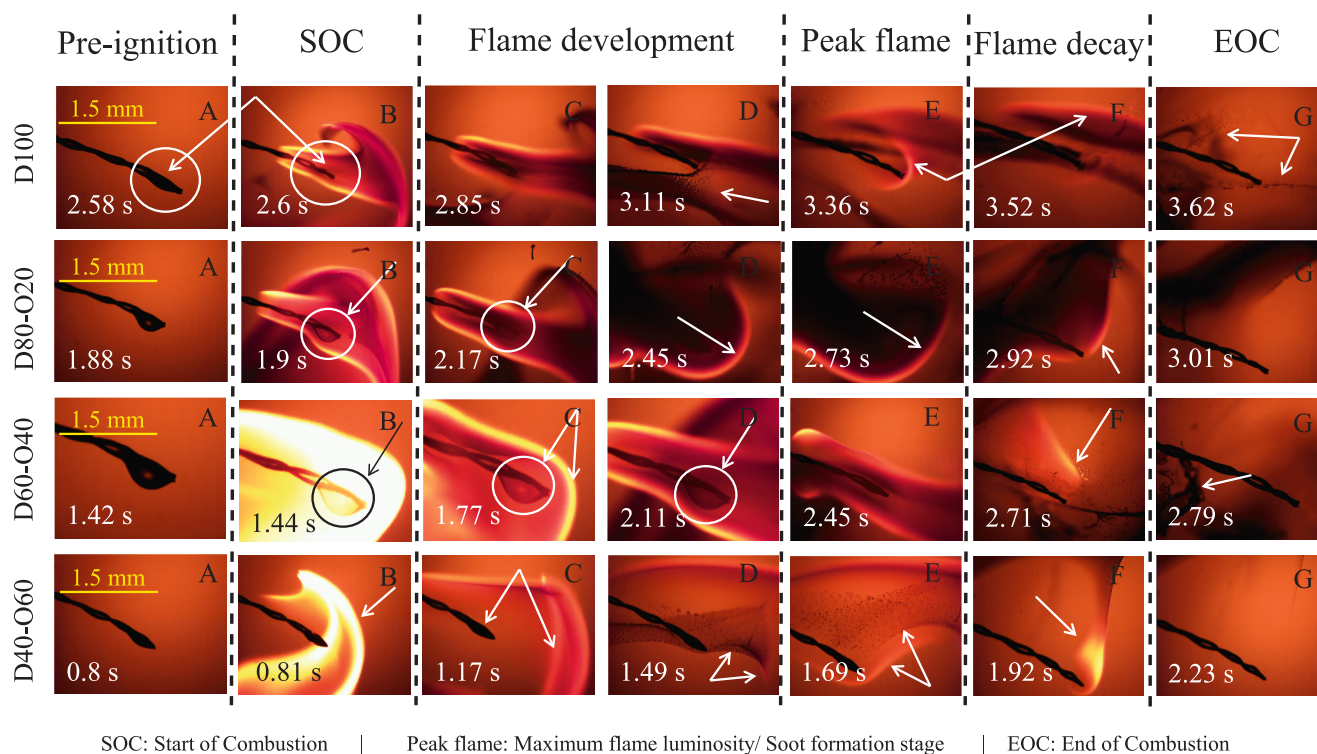 Pre-ignition SOC Flame development Peak flame Flame decay EOC
D100
1.5 mm A B C D E F G
2.58 s 2.6 s 2.85 s 3.11 s 3.36 s 3.52 s 3.62 s
D80-O20
1.5 mm A B C D E F G
1.88 s 1.9 s 2.17 s 2.45 s 2.73 s 2.92 s 3.01 s
D60-O40
1.5 mm A B C D E F G
1.42 s 1.44 s 1.77 s 2.11 s 2.45 s 2.71 s 2.79 s
D40-O60
1.5 mm A B C D E F G
0.8 s 0.81 s 1.17 s 1.49 s 1.69 s 1.92 s 2.23 s
SOC: Start of Combustion | Peak flame: Maximum flame luminosity/ Soot formation stage | EOC: End of Combustion